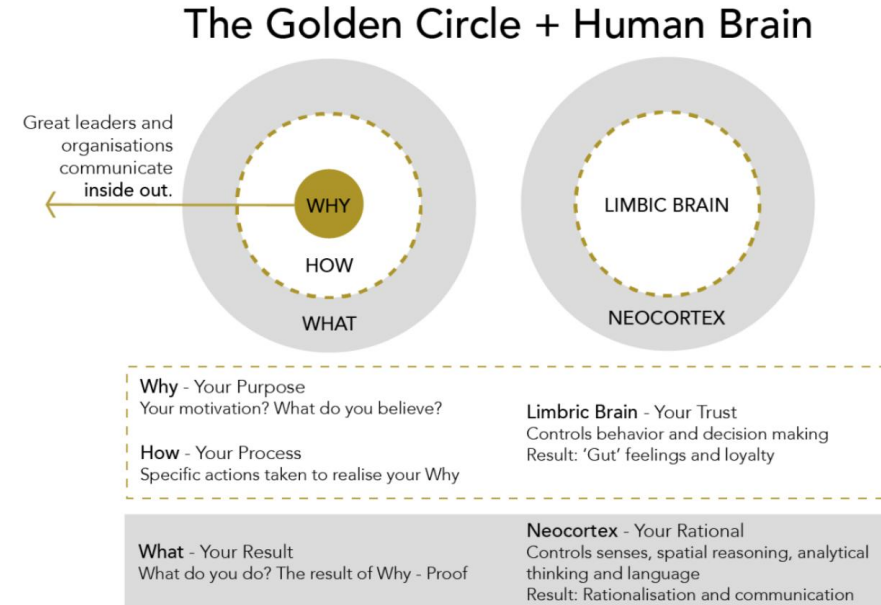 The Golden Circle + Human Brain
Great leaders and
organisations
communicate
inside out.
WHY
HOW
WHAT
LIMBIC BRAIN
NEOCORTEX
Why - Your Purpose
Your motivation? What do you believe?
How - Your Process
Specific actions taken to realise your Why
Limbric Brain - Your Trust
Controls behavior and decision making
Result: ‘Gut’ feelings and loyalty
What - Your Result
What do you do? The result of Why - Proof
Neocortex - Your Rational
Controls senses, spatial reasoning, analytical
thinking and language
Result: Rationalisation and communication